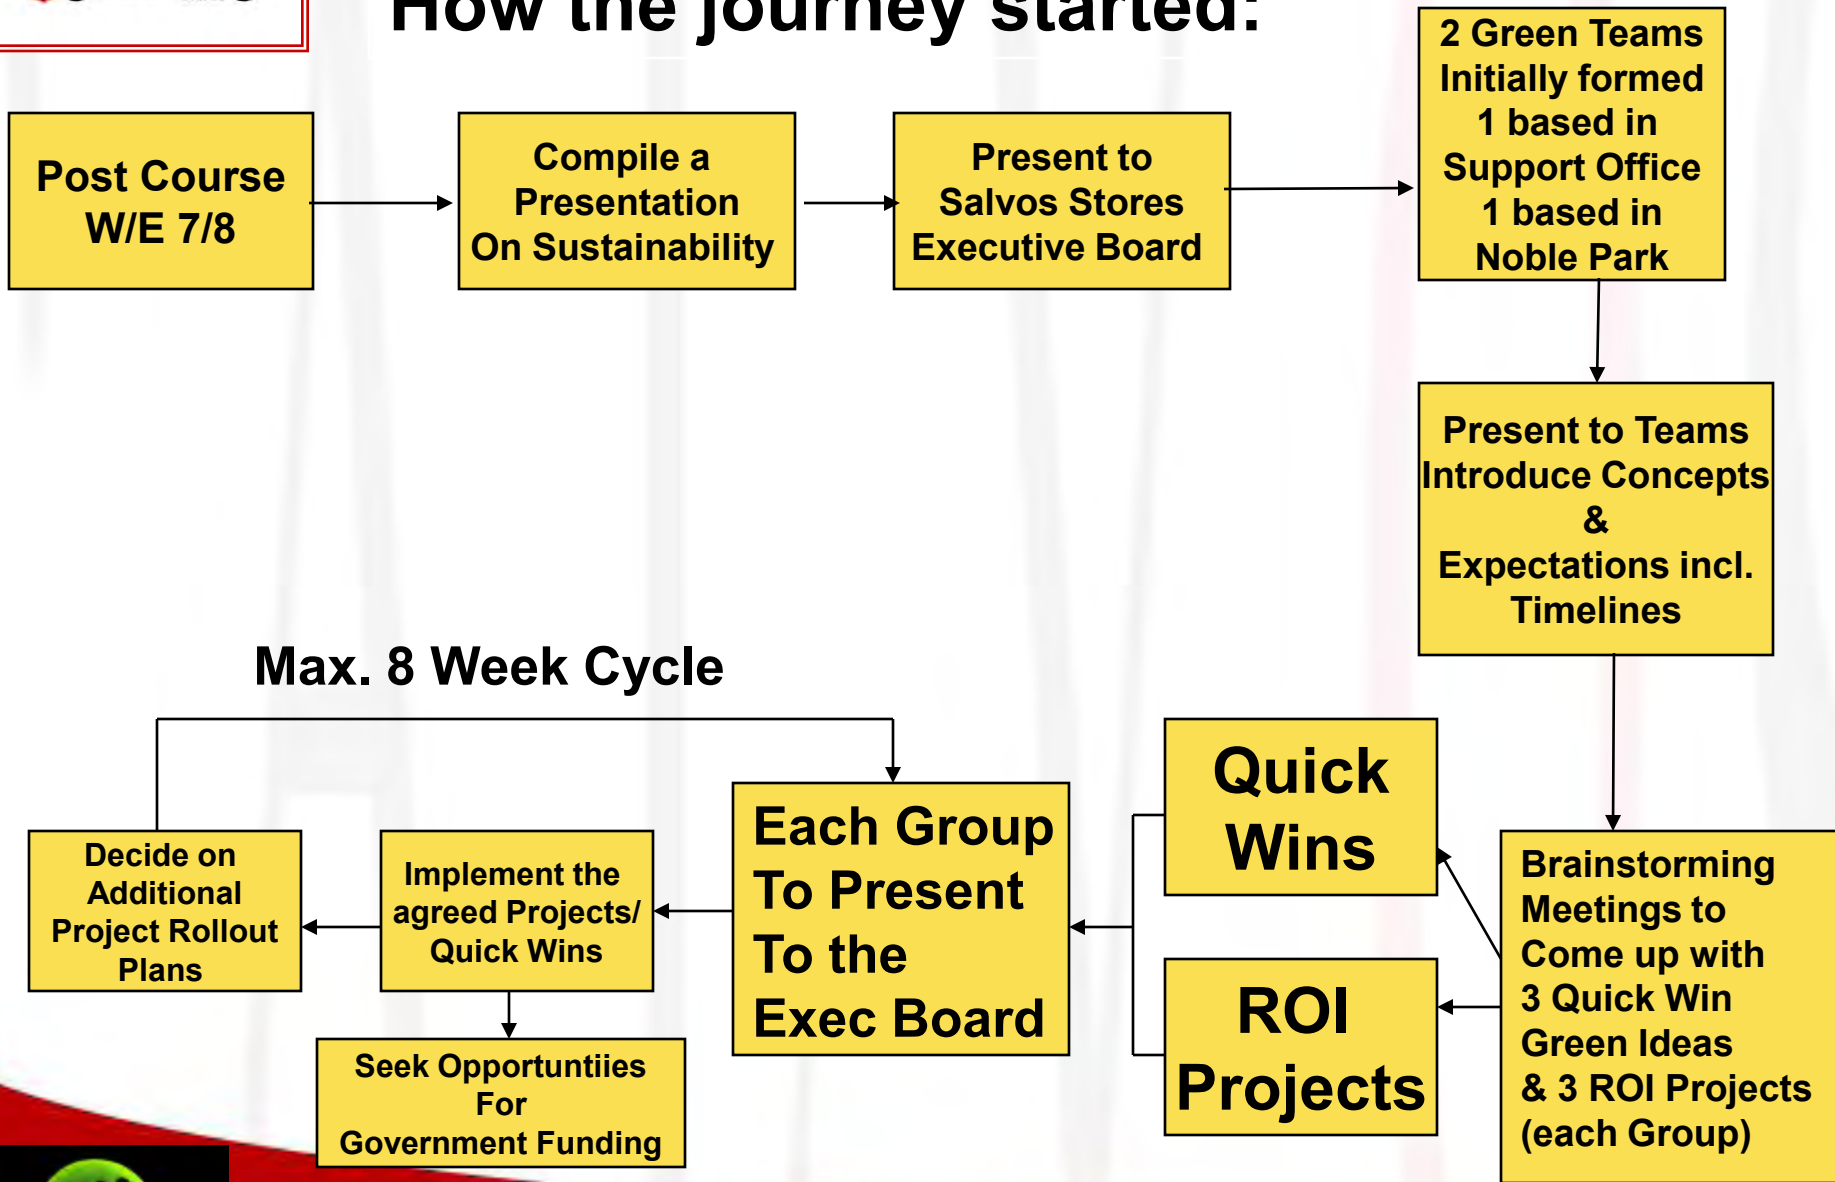 How the journey started:
Post Course
W/E 7/8
Compile a
Presentation
On Sustainability
Present to
Salvos Stores
Executive Board
2 Green Teams
Initially formed
1 based in
Support Office
1 based in
Noble Park
Present to Teams
Introduce Concepts
&
Expectations incl.
Timelines
Brainstorming
Meetings to
Come up with
3 Quick Win
Green Ideas
& 3 ROI Projects
(each Group)
Quick
Wins
ROI
Projects
Max. 8 Week Cycle
Each Group
To Present
To the
Exec Board
Implement the
agreed Projects/
Quick Wins
Decide on
Additional
Project Rollout
Plans
Seek Opportuntiies
For
Government Funding